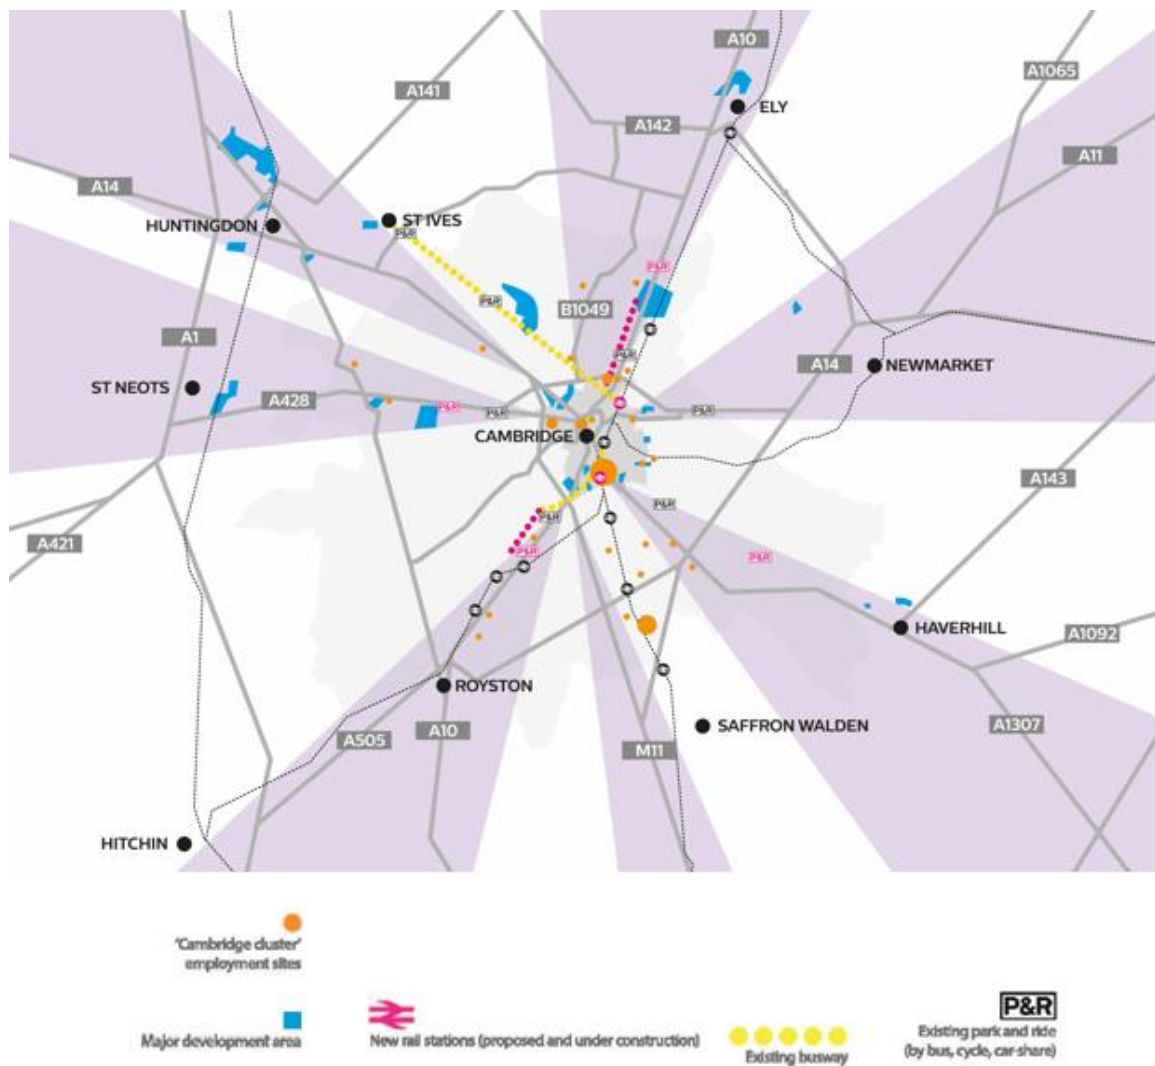 A10
A1065
A141
ELY
A142
A11
A14
ST IVES
HUNTINGDON
P&R
P&R
P&R
B1049
A1
P&R
A14
NEWMARKET
ST NEOTS
A428
P&R
P&R
P&R
CAMBRIDGE
A143
P&R
P&R
A421
P&R
P&R
HAVERHILL
A1092
ROYSTON
A505
A10
M11
SAFFRON WALDEN
A1307
HITCHIN
'Cambridge cluster'
employment sites
Major development area
New rail stations (proposed and under construction)
Existing busway
P&R
Existing park and ride
(by bus, cycle, car-share)